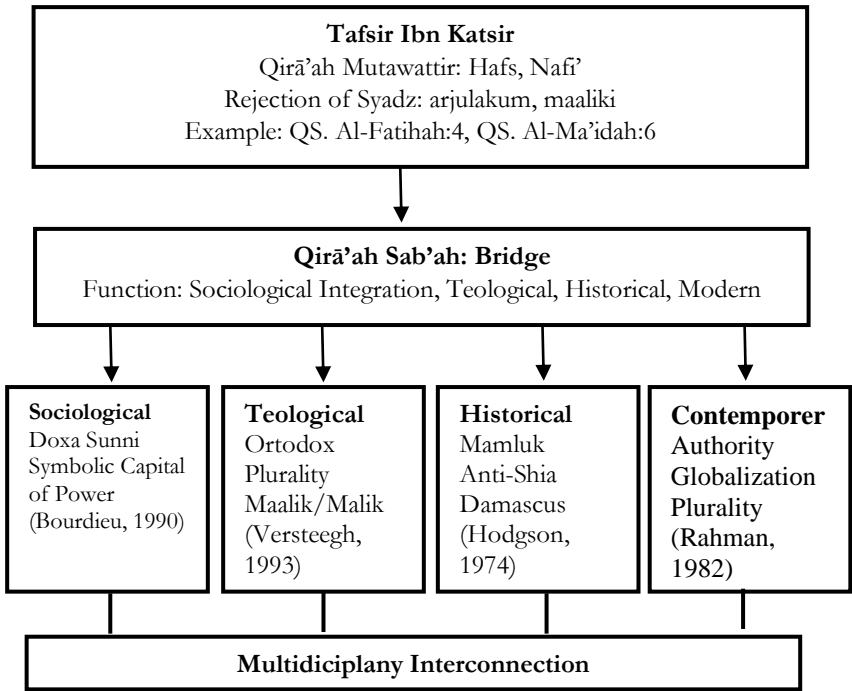 Tafsir Ibn Katsir
Qirā'ah Mutawattir: Hafs, Nafi'
Rejection of Syadz: arjulakum, maaliki
Example: QS. Al-Fatihah:4, QS. Al-Ma'idah:6
Qirā'ah Sab'ah: Bridge
Function: Sociological Integration, Teological, Historical, Modern
Sociological
Doxa Sunni
Symbolic Capital
of Power
(Bourdieu, 1990)
Teological
Ortodox
Plurality
Maalik/Malik
(Versteegh,
1993)
Historical
Mamluk
Anti-Shia
Damascus
(Hodgson,
1974)
Contemporer
Authority
Globalization
Plurality
(Rahman,
1982)
Multidiciplany Interconnection